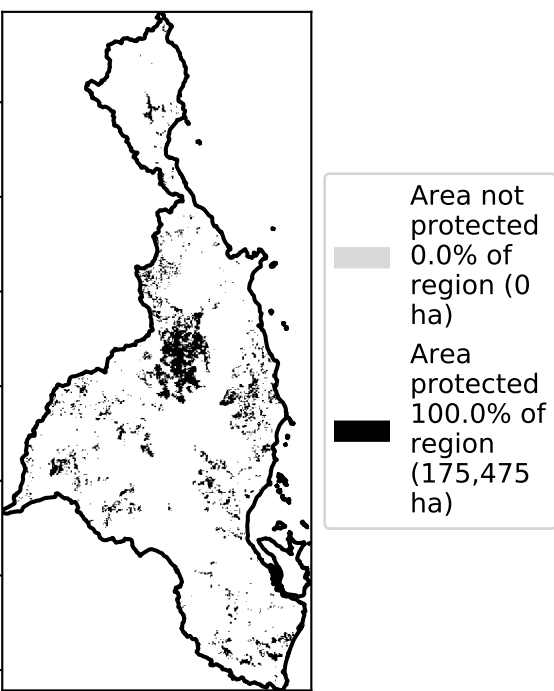 Area not
protected
0.0% of
region (0
ha)
Area
protected
100.0% of
region
(175,475
ha)